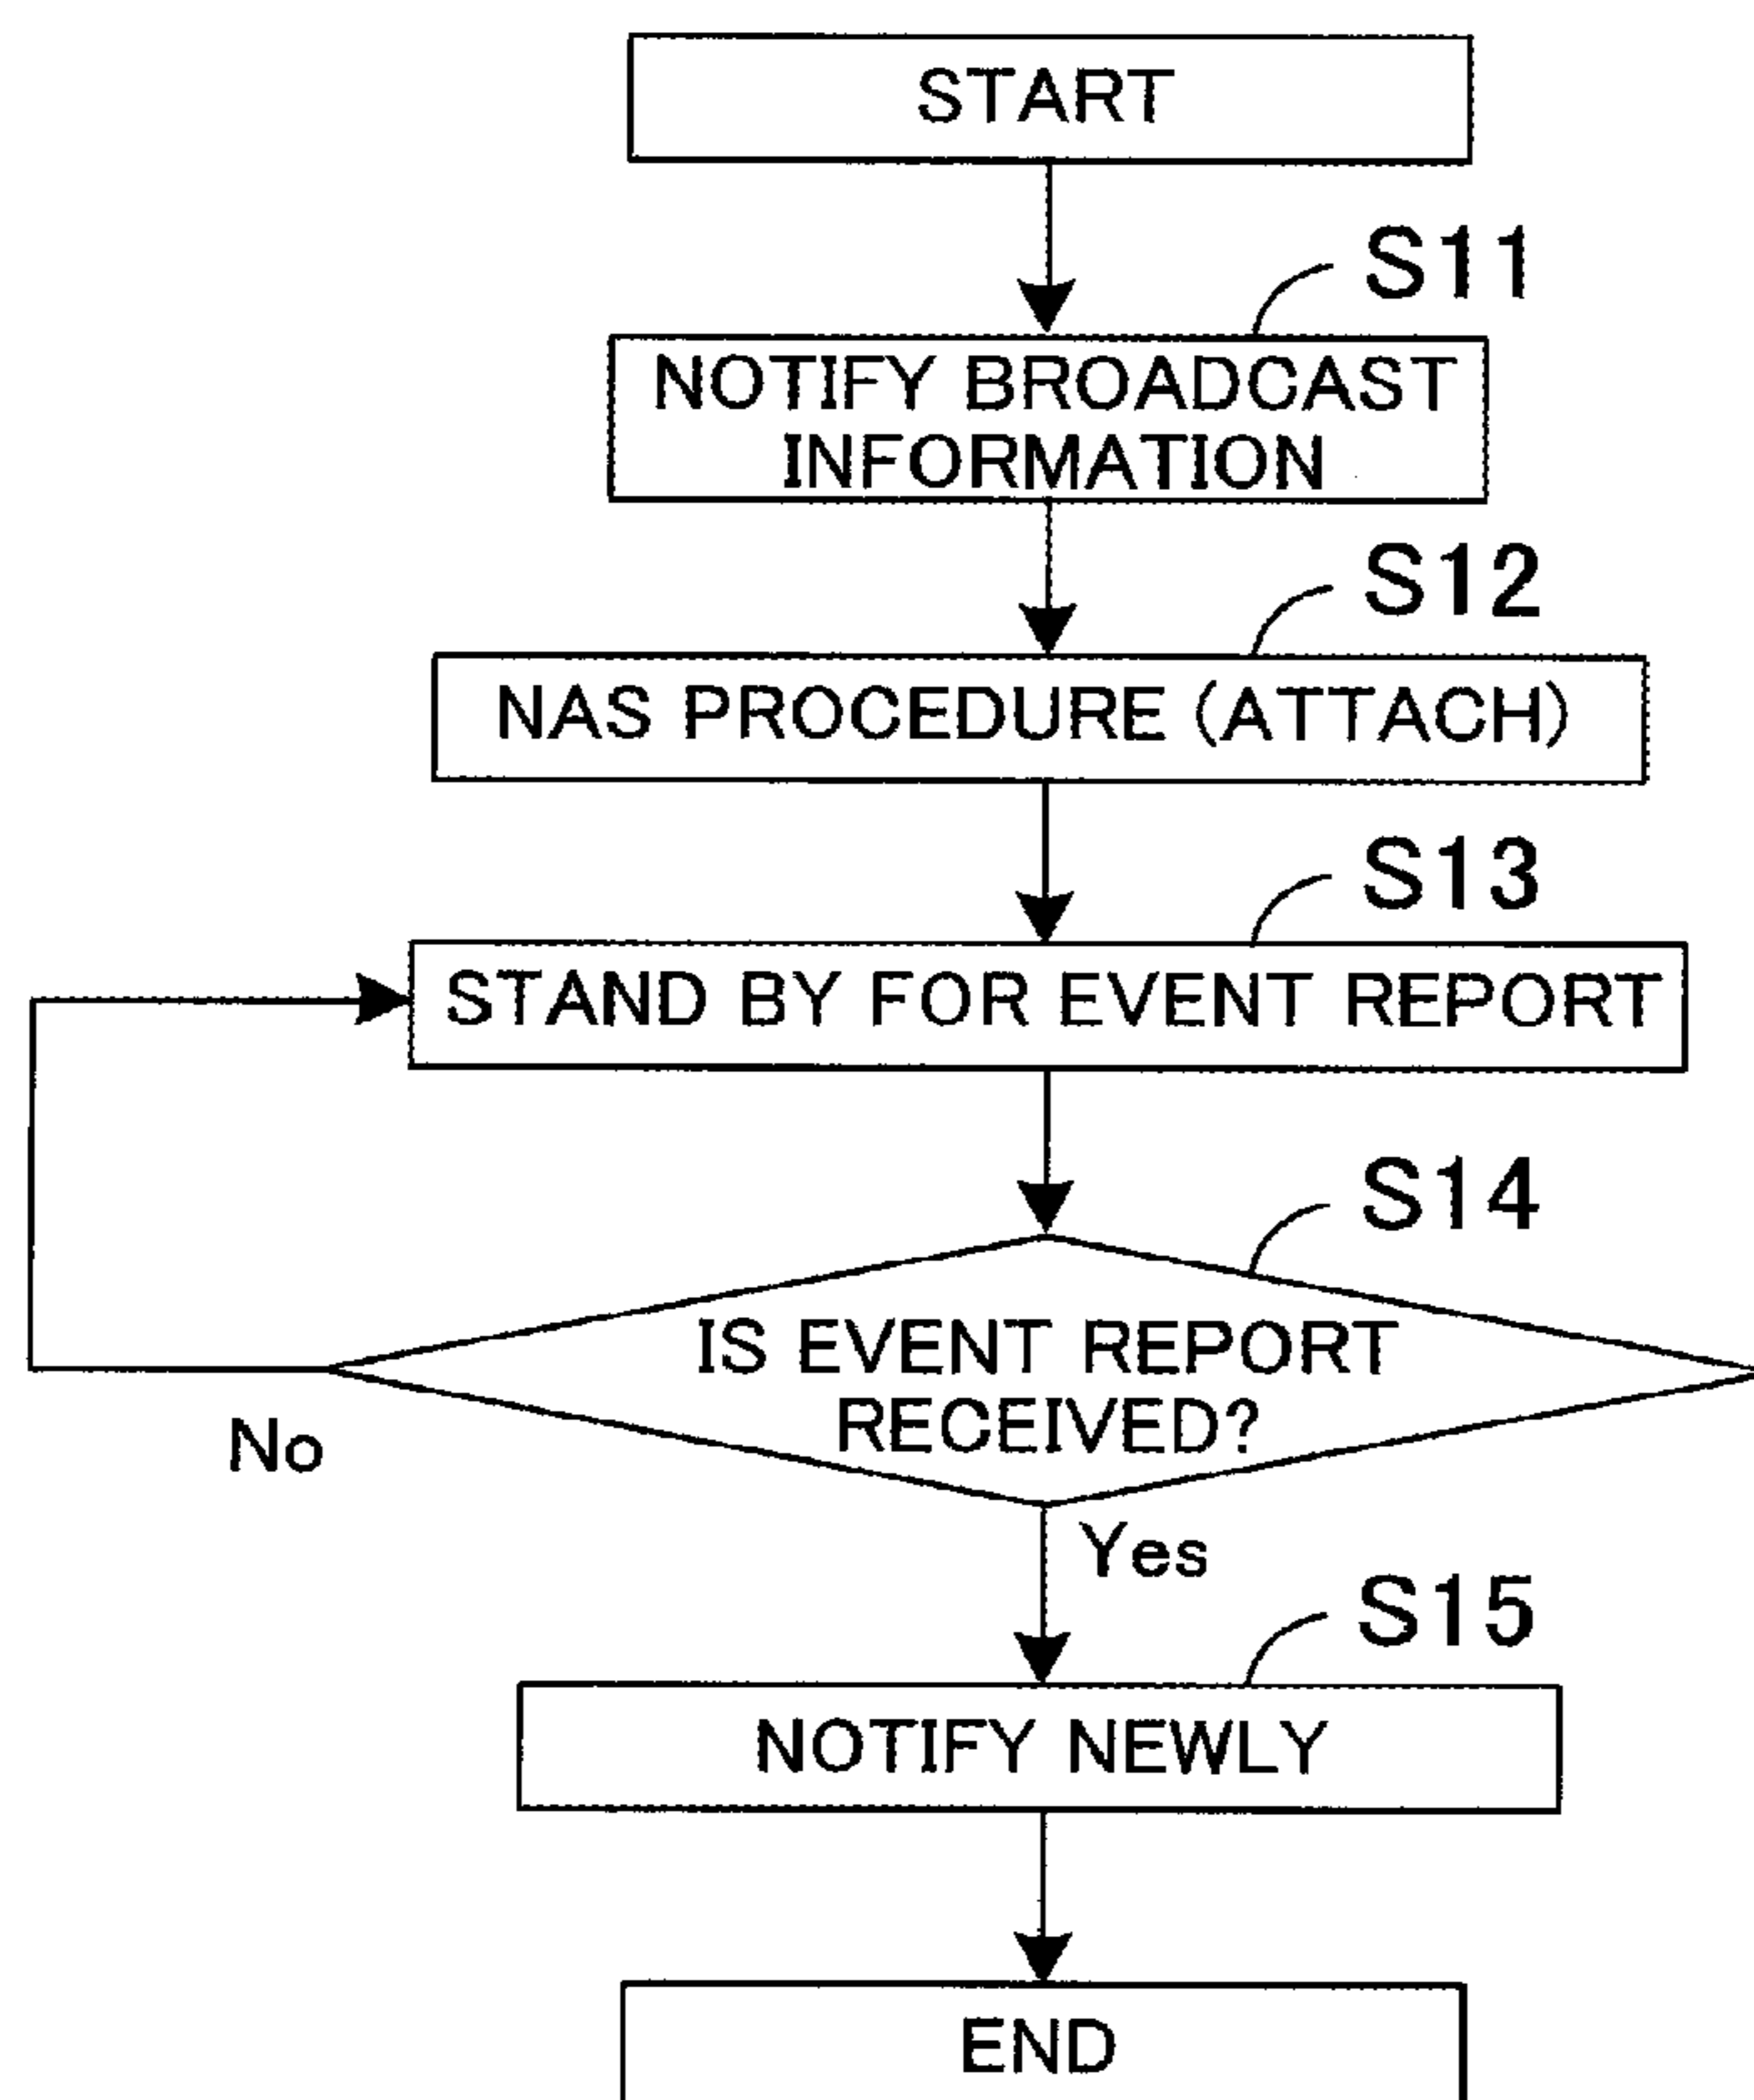 START
S11
NOTIFY BROADCAST
INFORMATION
S12
NAS PROCEDURE (ATTACH)
S13
STAND BY FOR EVENT REPORT
S14
IS EVENT REPORT
RECEIVED?
No
Yes
S15
NOTIFY NEWLY
END